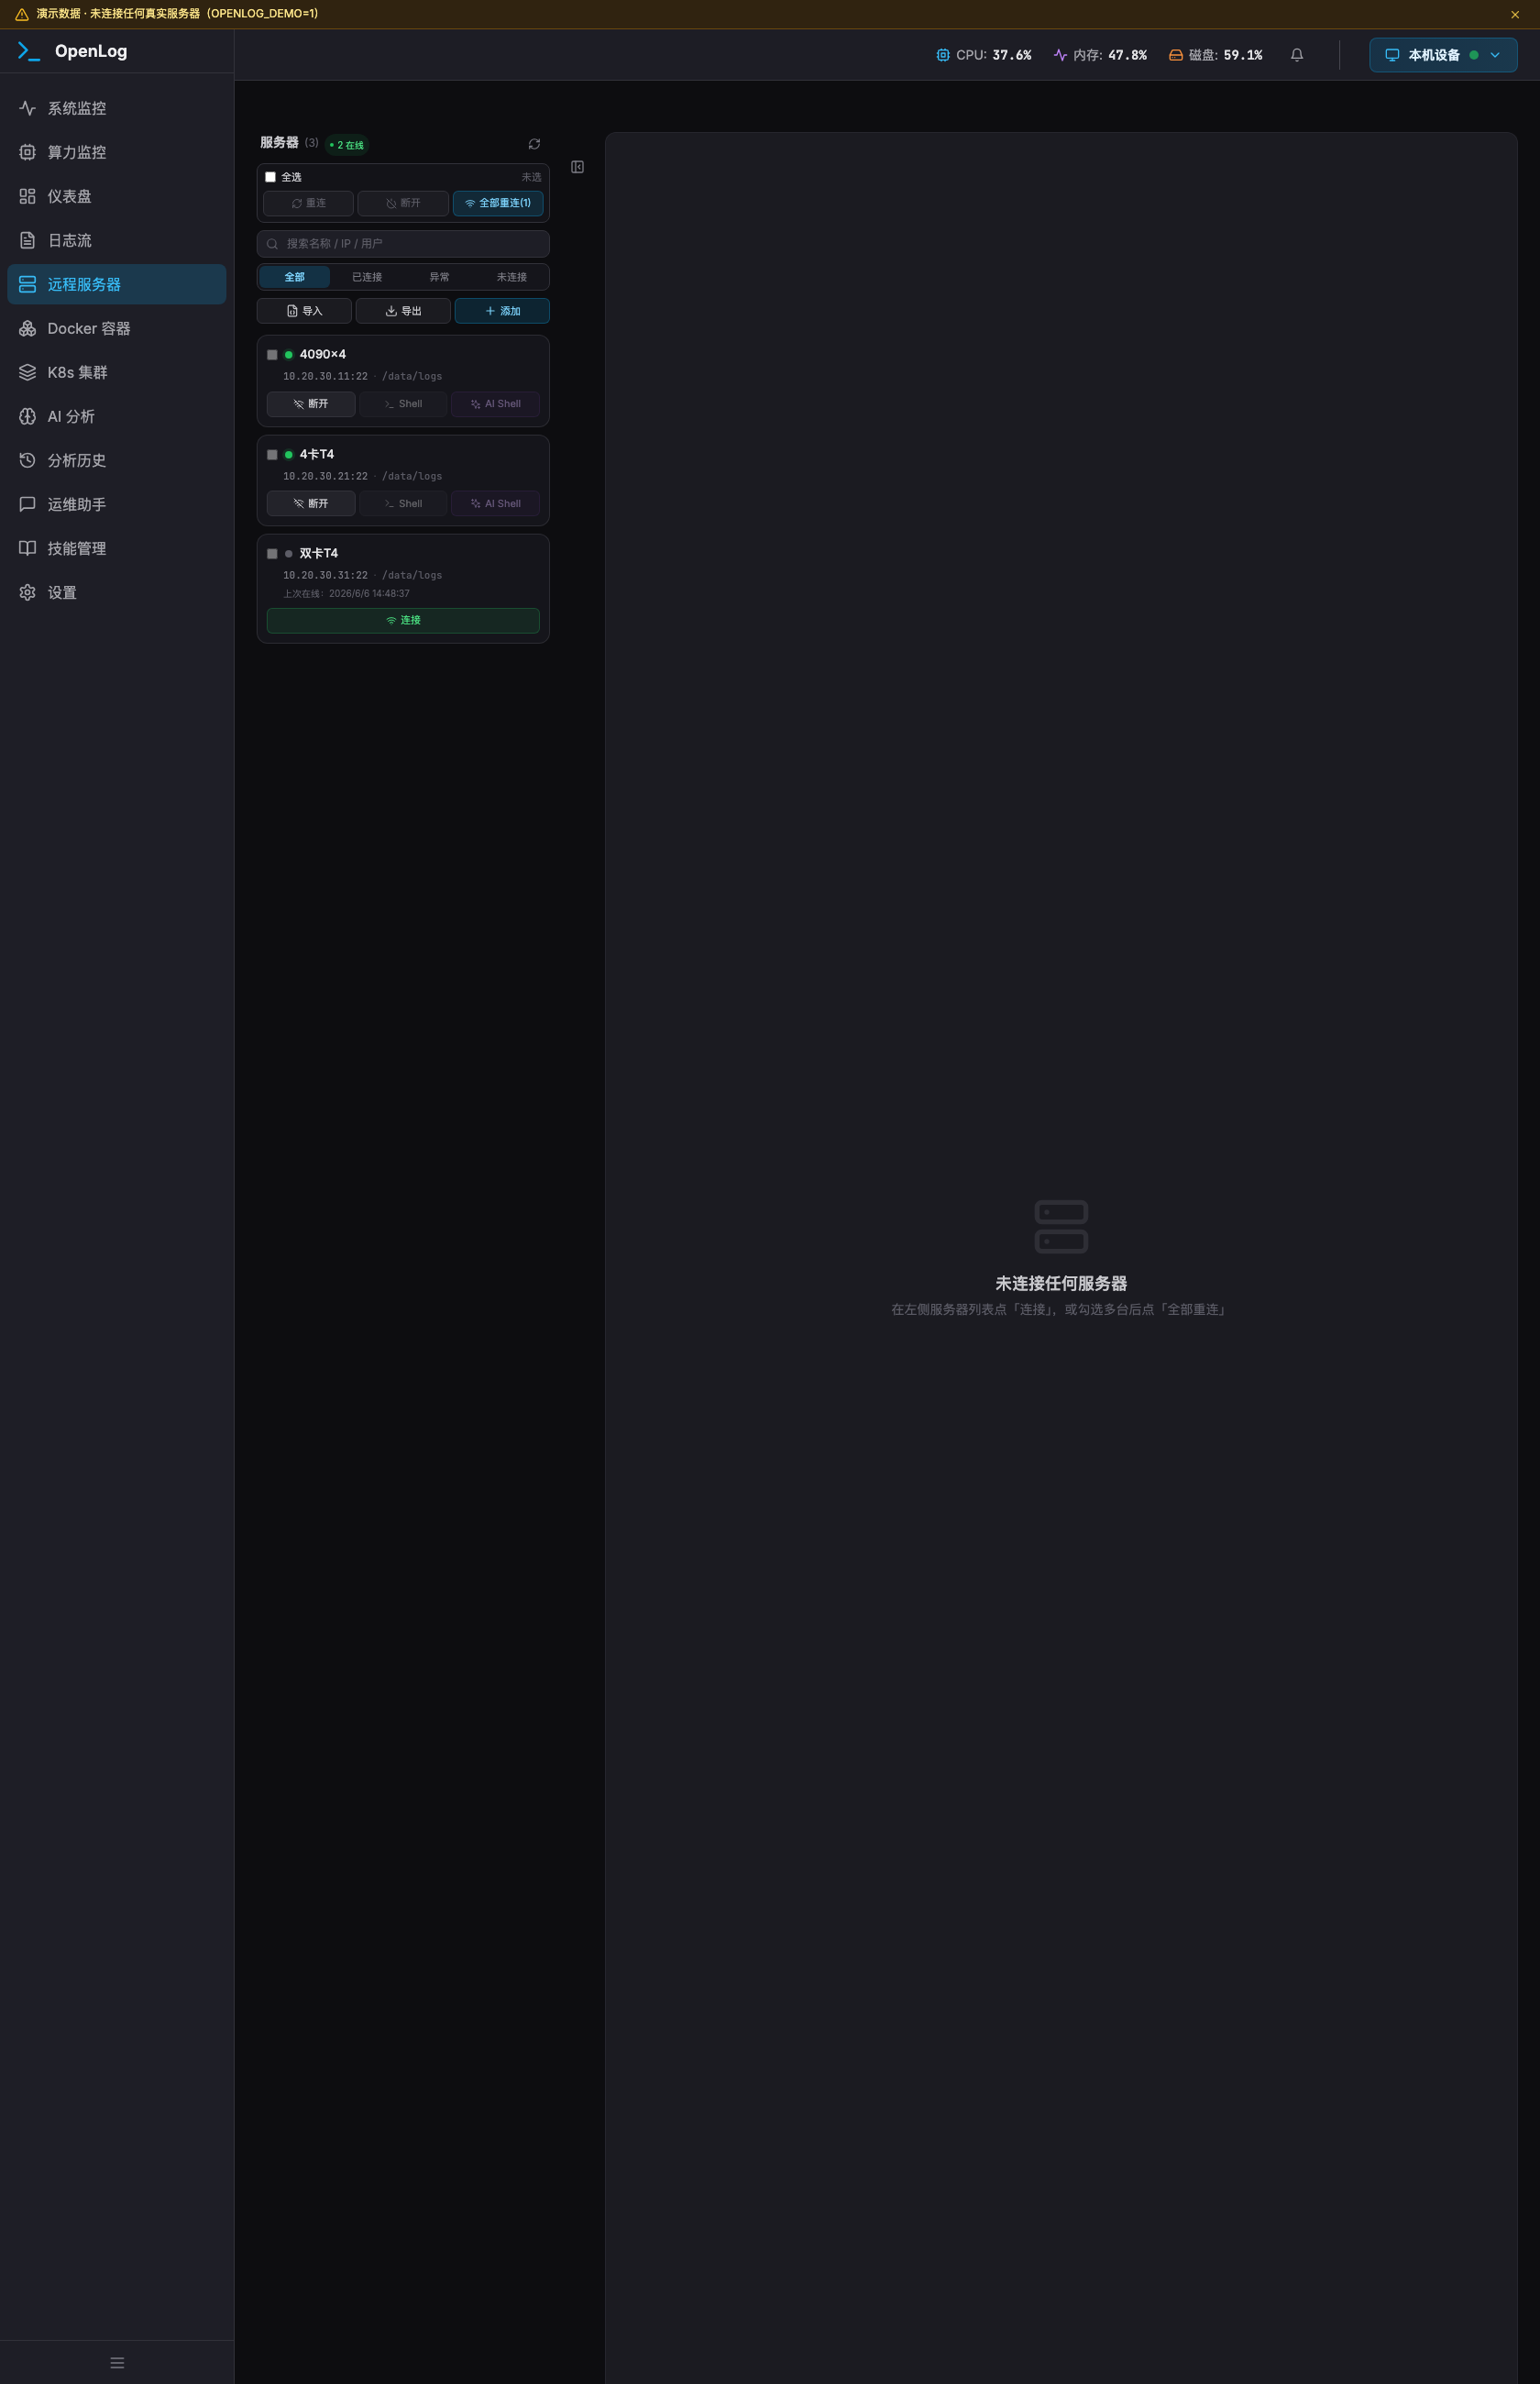 演示数据 · 未连接任何真实服务器（OPENLOG_DEMO=1）
OpenLog
CPU: 37.6% 内存: 47.8% 磁盘: 59.1% 本机设备
系统监控
算力监控
仪表盘
日志流
远程服务器
Docker 容器
K8s 集群
AI 分析
分析历史
运维助手
技能管理
设置
服务器 (3) 2 在线
全选 未选
重连 断开 全部重连(1)
搜索名称 / IP / 用户
全部 已连接 异常 未连接
导入 导出 添加
4090×4
10.20.30.11:22 · /data/logs
断开 Shell AI Shell
4卡T4
10.20.30.21:22 · /data/logs
断开 Shell AI Shell
双卡T4
10.20.30.31:22 · /data/logs
上次在线: 2026/6/6 14:48:37
连接
未连接任何服务器
在左侧服务器列表点「连接」，或勾选多台后点「全部重连」